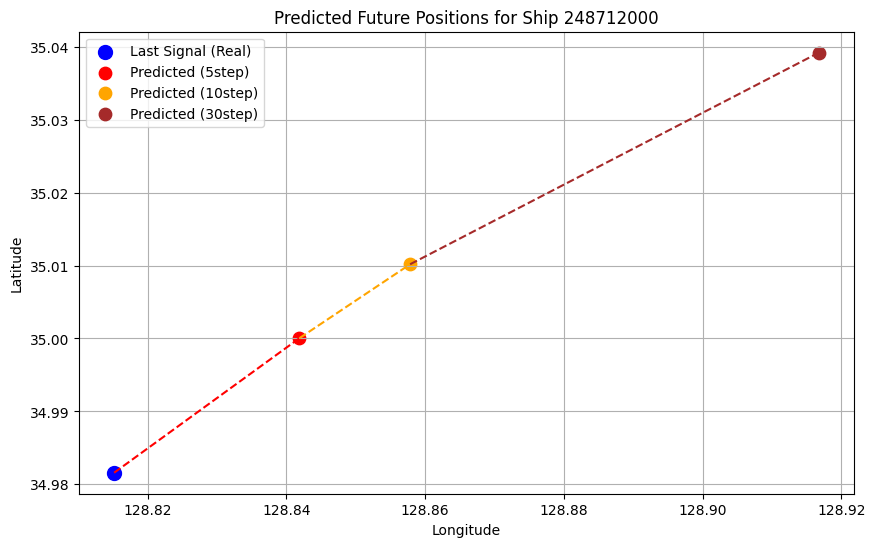 Predicted Future Positions for Ship 248712000
Last Signal (Real)
Predicted (5step)
Predicted (10step)
Predicted (30step)
35.04
35.03
35.02
35.01
35.00
34.99
34.98
Latitude
128.82
128.84
128.86
128.88
128.90
128.92
Longitude